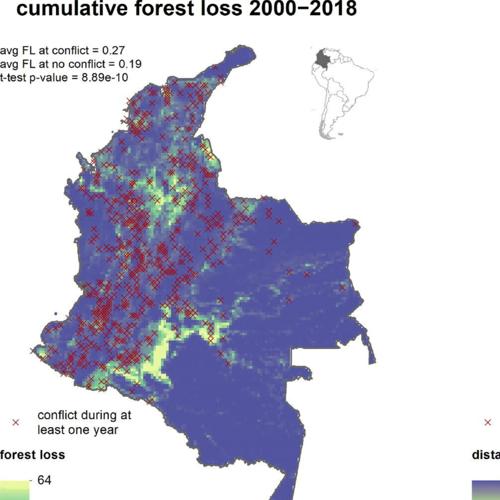 cumulative forest loss 2000−2018
avg FL at conflict = 0.27
avg FL at no conflict = 0.19
t-test p-value = 8.89e-10
conflict during at
least one year
forest loss
64
dista